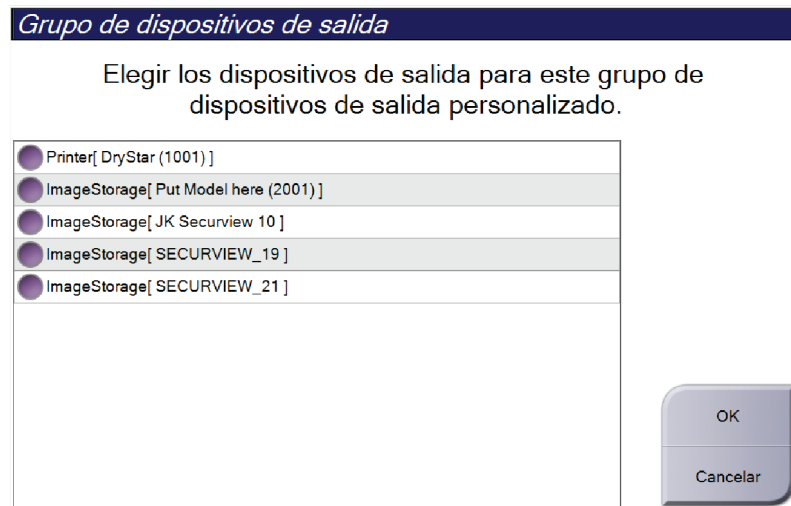 Grupo de dispositivos de salida
Elegir los dispositivos de salida para este grupo de
dispositivos de salida personalizado.
Printer[ DryStar (1001) ]
ImageStorage[ Put Model here (2001) ]
ImageStorage[ JK Securview 10 ]
ImageStorage[ SECURVIEW_19 ]
ImageStorage[ SECURVIEW_21 ]
OK
Cancelar